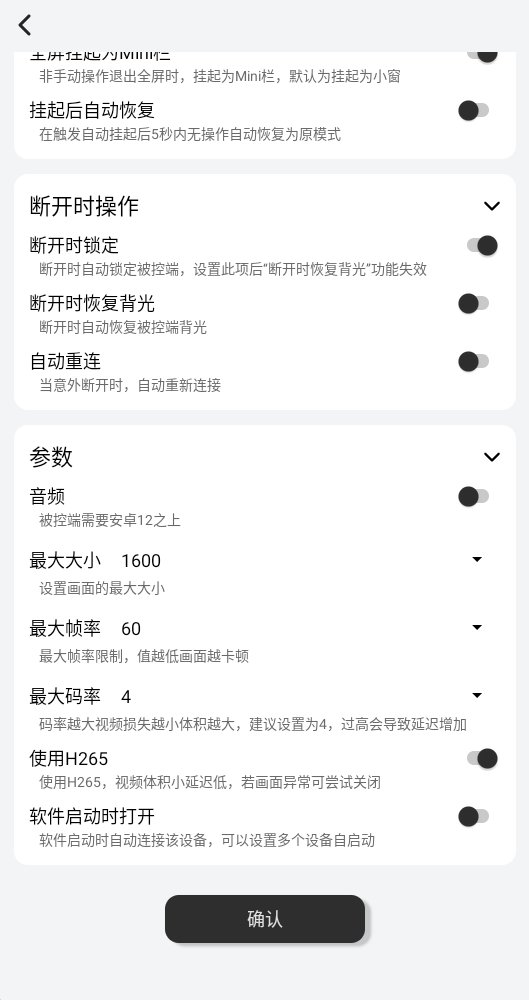 全屏挂起为Mini栏
非手动操作退出全屏时，挂起为Mini栏，默认为挂起为小窗
挂起后自动恢复
在触发自动挂起后5秒内无操作自动恢复为原模式
断开时操作
断开时锁定
断开时自动锁定被控端，设置此项后“断开时恢复背光”功能失效
断开时恢复背光
断开时自动恢复被控端背光
自动重连
当意外断开时，自动重新连接
参数
音频
被控端需要安卓12之上
最大大小 1600
设置画面的最大大小
最大帧率 60
最大帧率限制，值越低画面越卡顿
最大码率 4
码率越大视频损失越小体积越大，建议设置为4，过高会导致延迟增加
使用H265
使用H265，视频体积小延迟低，若画面异常可尝试关闭
软件启动时打开
软件启动时自动连接该设备，可以设置多个设备自启动
确认